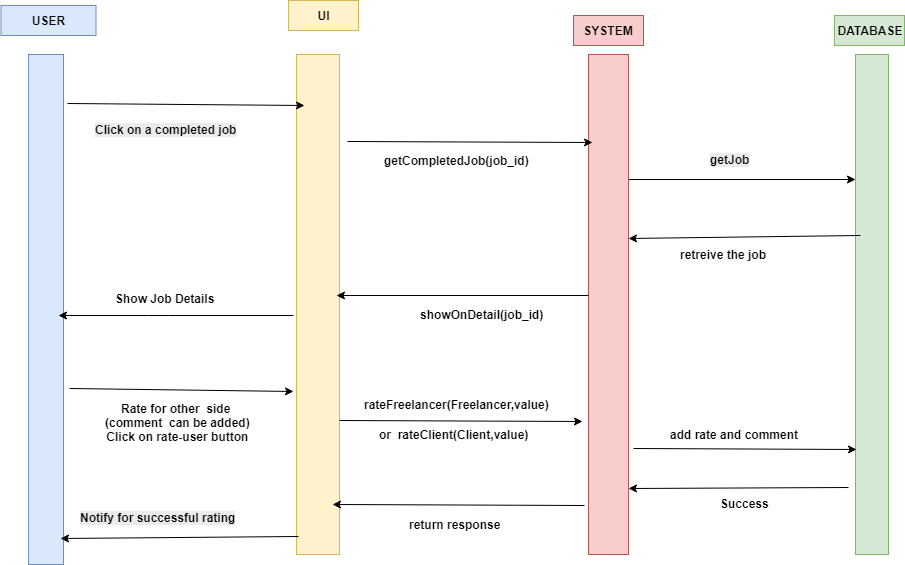 USER
UI
SYSTEM
DATABASE
Click on a completed job
getCompletedJob(job_id)
getJob
retreive the job
Show Job Details
showOnDetail(job_id)
Rate for other side
(comment can be added)
Click on rate-user button
rateFreelancer(Freelancer,value)
or rateClient(Client,value)
add rate and comment
Success
Notify for successful rating
return response